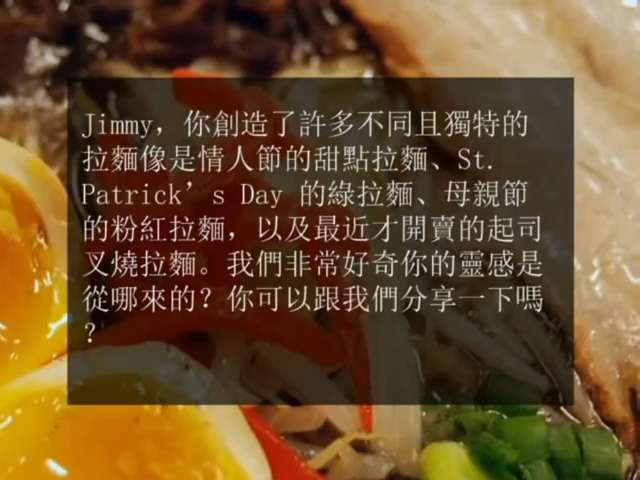 Jimmy，你創造了許多不同且獨特的
拉麵像是情人節的甜點拉麵、St.
Patrick’s Day 的綠拉麵、母親節
的粉紅拉麵，以及最近才開賣的起司
叉燒拉麵。我們非常好奇你的靈感是
從哪來的？你可以跟我們分享一下嗎
？